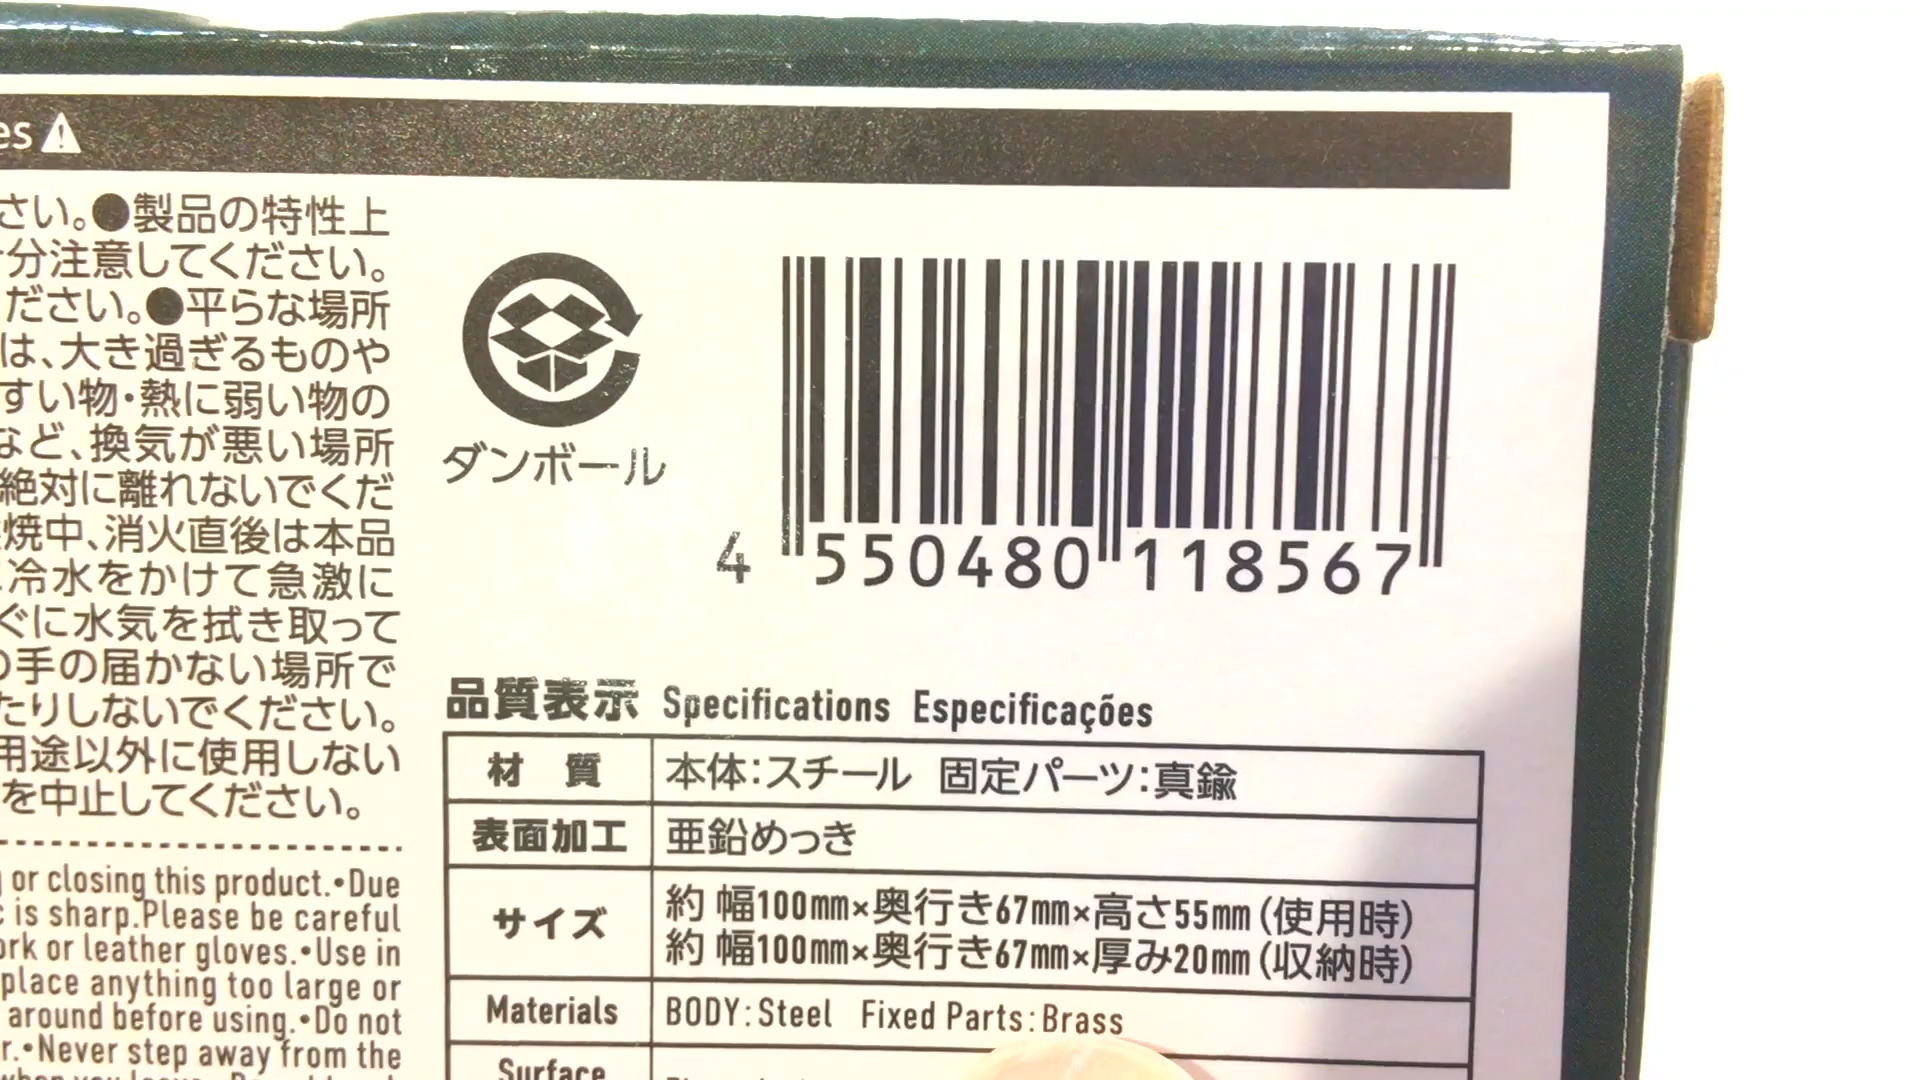 es
さい。●製品の特性上
分注意してください。
ださい。●平らな場所
は、大き過ぎるものや
すい物・熱に弱い物の
など、換気が悪い場所
絶対に離れないでくだ
焼中、消火直後は本品
冷水をかけて急激に
ぐに水気を拭き取って
の手の届かない場所で
たりしないでください。
用途以外に使用しない
を中止してください。
or closing this product.•Due
is sharp.Please be careful
ork or leather gloves.•Use in
place anything too large or
around before using.•Do not
r.•Never step away from the
ダンボール
4 550480 118567
品質表示 Specifications Especificações
材 質 本体:スチール 固定パーツ:真鍮
表面加工 亜鉛めっき
サイズ 約 幅100mm×奥行き67mm×高さ55mm(使用時)
約 幅100mm×奥行き67mm×厚み20mm(収納時)
Materials BODY:Steel Fixed Parts:Brass
Surface